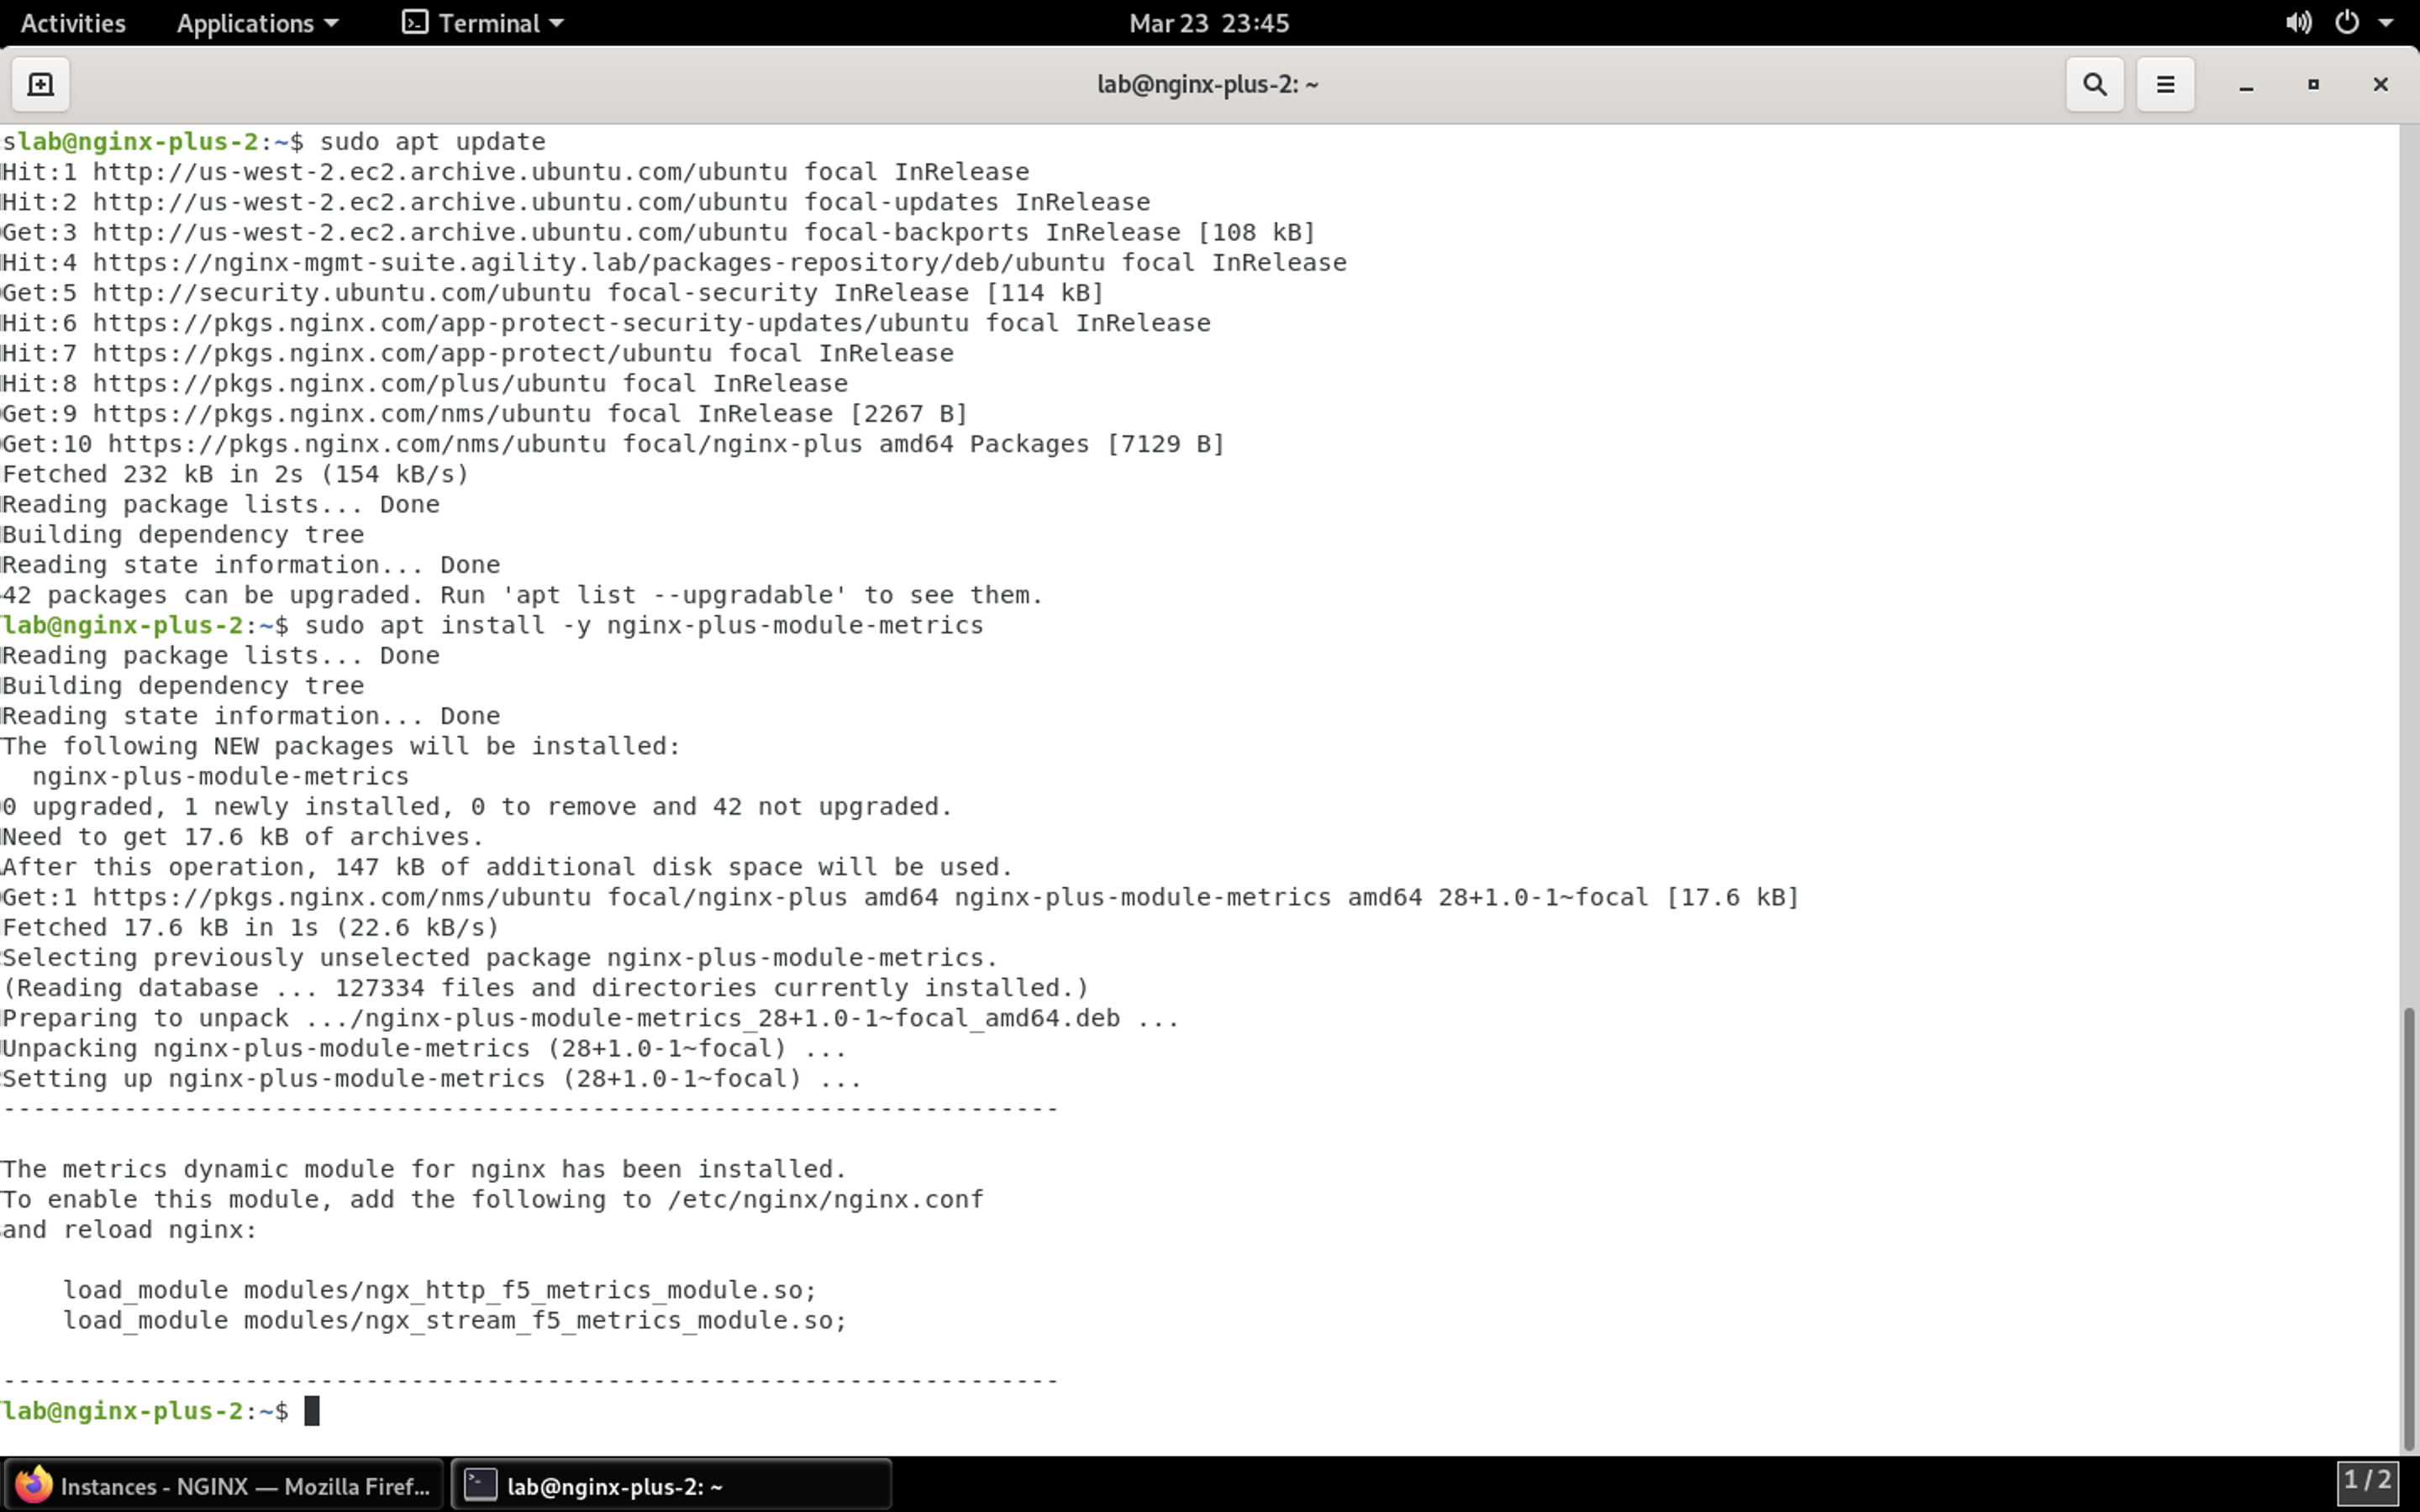 Activities Applications Terminal Mar 23 23:45
lab@nginx-plus-2: ~
slab@nginx-plus-2:~$ sudo apt update
Hit:1 http://us-west-2.ec2.archive.ubuntu.com/ubuntu focal InRelease
Hit:2 http://us-west-2.ec2.archive.ubuntu.com/ubuntu focal-updates InRelease
Get:3 http://us-west-2.ec2.archive.ubuntu.com/ubuntu focal-backports InRelease [108 kB]
Hit:4 https://nginx-mgmt-suite.agility.lab/packages-repository/deb/ubuntu focal InRelease
Get:5 http://security.ubuntu.com/ubuntu focal-security InRelease [114 kB]
Hit:6 https://pkgs.nginx.com/app-protect-security-updates/ubuntu focal InRelease
Hit:7 https://pkgs.nginx.com/app-protect/ubuntu focal InRelease
Hit:8 https://pkgs.nginx.com/plus/ubuntu focal InRelease
Get:9 https://pkgs.nginx.com/nms/ubuntu focal InRelease [2267 B]
Get:10 https://pkgs.nginx.com/nms/ubuntu focal/nginx-plus amd64 Packages [7129 B]
Fetched 232 kB in 2s (154 kB/s)
Reading package lists... Done
Building dependency tree
Reading state information... Done
42 packages can be upgraded. Run 'apt list --upgradable' to see them.
lab@nginx-plus-2:~$ sudo apt install -y nginx-plus-module-metrics
Reading package lists... Done
Building dependency tree
Reading state information... Done
The following NEW packages will be installed:
  nginx-plus-module-metrics
0 upgraded, 1 newly installed, 0 to remove and 42 not upgraded.
Need to get 17.6 kB of archives.
After this operation, 147 kB of additional disk space will be used.
Get:1 https://pkgs.nginx.com/nms/ubuntu focal/nginx-plus amd64 nginx-plus-module-metrics amd64 28+1.0-1~focal [17.6 kB]
Fetched 17.6 kB in 1s (22.6 kB/s)
Selecting previously unselected package nginx-plus-module-metrics.
(Reading database ... 127334 files and directories currently installed.)
Preparing to unpack .../nginx-plus-module-metrics_28+1.0-1~focal_amd64.deb ...
Unpacking nginx-plus-module-metrics (28+1.0-1~focal) ...
Setting up nginx-plus-module-metrics (28+1.0-1~focal) ...
----------------------------------------------------------------------
The metrics dynamic module for nginx has been installed.
To enable this module, add the following to /etc/nginx/nginx.conf
and reload nginx:
    load_module modules/ngx_http_f5_metrics_module.so;
    load_module modules/ngx_stream_f5_metrics_module.so;
----------------------------------------------------------------------
lab@nginx-plus-2:~$
Instances - NGINX — Mozilla Firef... lab@nginx-plus-2: ~ 1 / 2